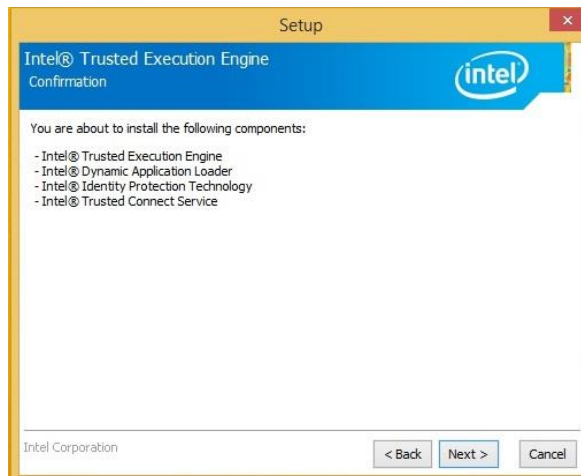 Setup
Intel® Trusted Execution Engine
Confirmation
intel
You are about to install the following components:
- Intel® Trusted Execution Engine
- Intel® Dynamic Application Loader
- Intel® Identity Protection Technology
- Intel® Trusted Connect Service
Intel Corporation
< Back Next > Cancel